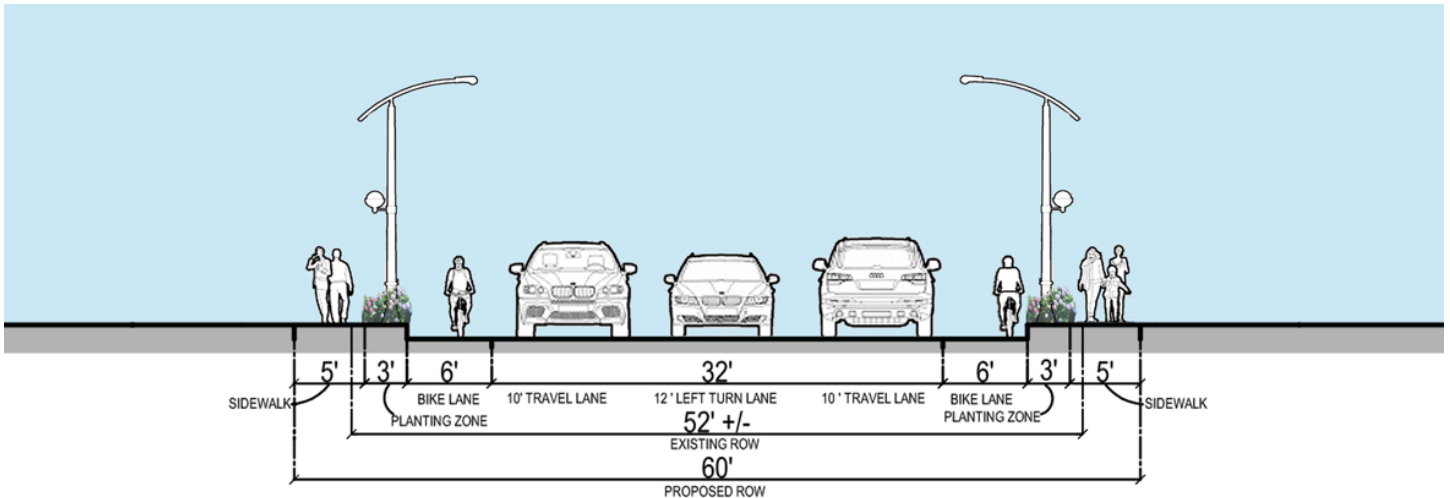 5' 3' 6' 32' 6' 3' 5'
SIDEWALK BIKE LANE 10' TRAVEL LANE 12 ' LEFT TURN LANE 10 ' TRAVEL LANE BIKE LANE SIDEWALK
PLANTING ZONE PLANTING ZONE
52' +/-
EXISTING ROW
60'
PROPOSED ROW